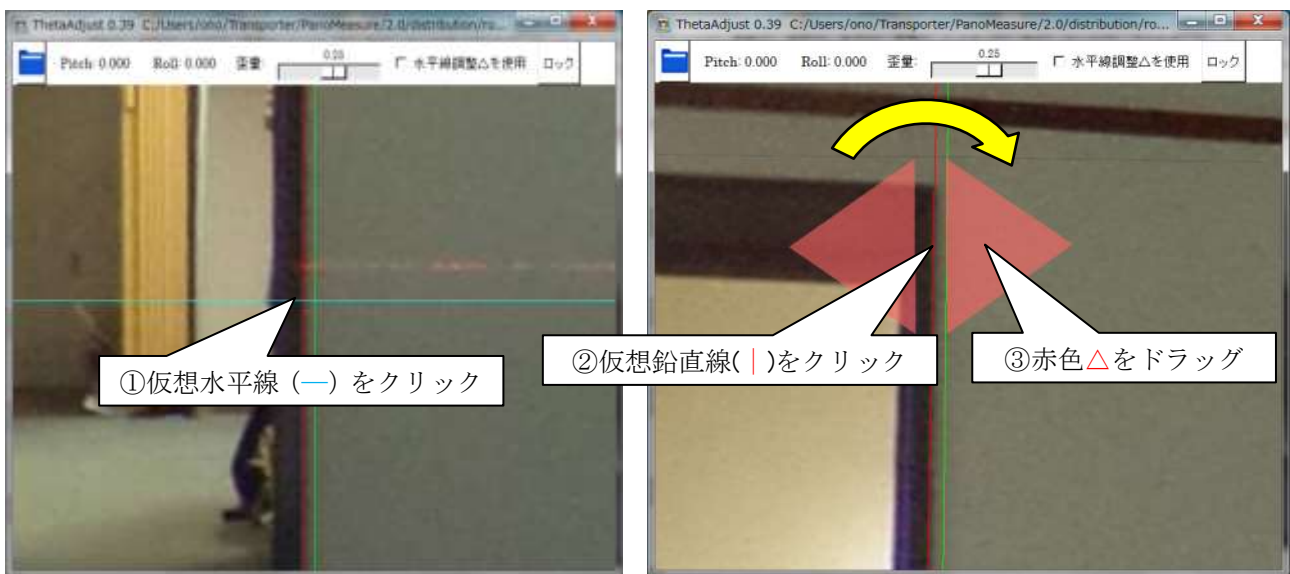 ThetaAdjust 0.39 C:/Users/ono/Transporter/PanoMeasure/2.0/distribution/ro...
Pitch: 0.000 Roll: 0.000 歪量 0.25 水平線調整△を使用 ロック
①仮想水平線（―）をクリック
ThetaAdjust 0.39 C:/Users/ono/Transporter/PanoMeasure/2.0/distribution/ro...
Pitch: 0.000 Roll: 0.000 歪量: 0.25 水平線調整△を使用 ロック
②仮想鉛直線(｜)をクリック
③赤色△をドラッグ